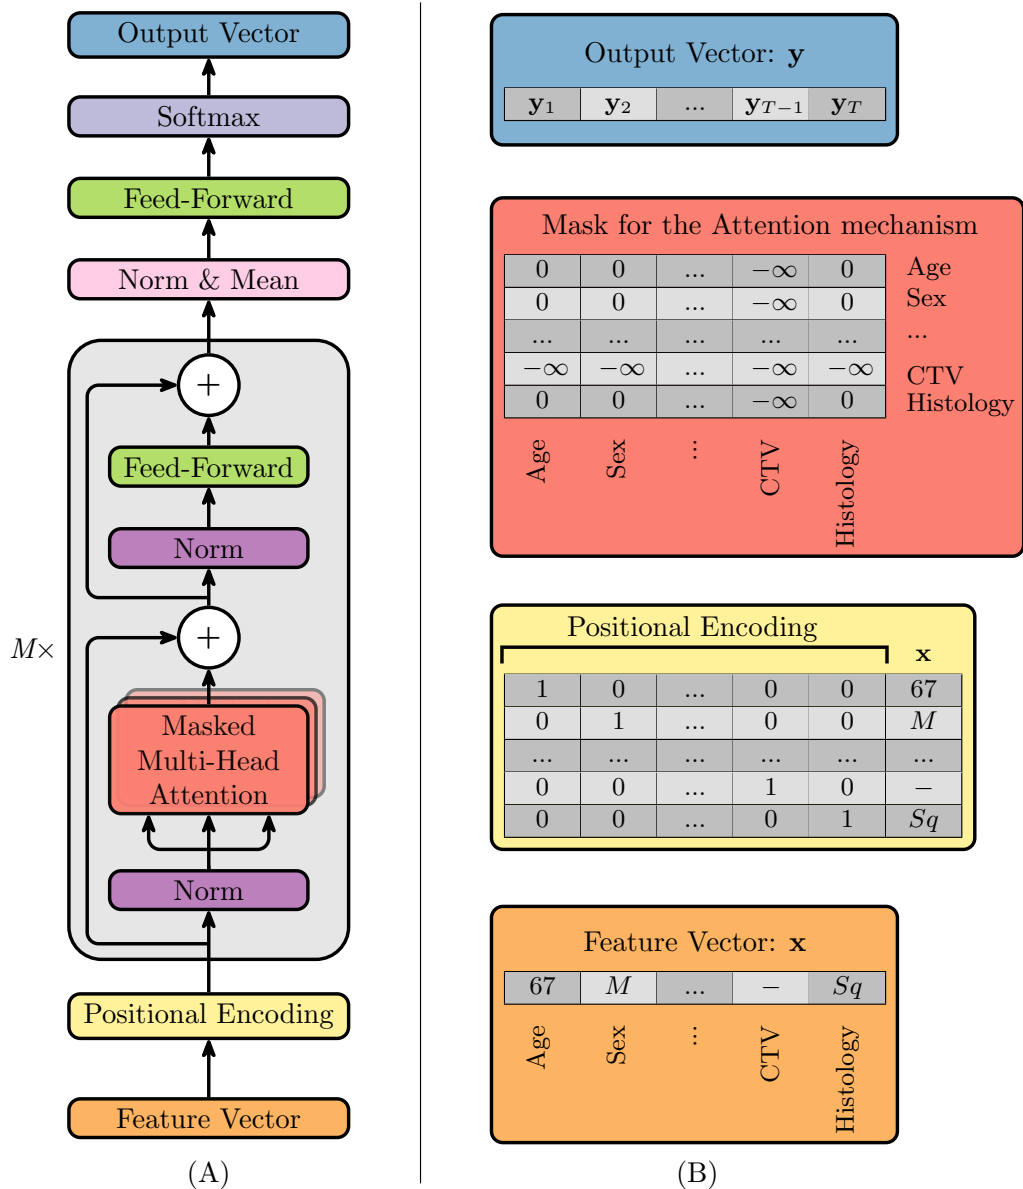 Output Vector
Softmax
Feed-Forward
Norm & Mean
+
Feed-Forward
Norm
+
M×
Masked
Multi-Head
Attention
Norm
Positional Encoding
Feature Vector
(A)
Output Vector: y
y1 y2 ... yT−1 yT
Mask for the Attention mechanism
0 0 ... −∞ 0 Age
0 0 ... −∞ 0 Sex
... ... ... ... ... ...
−∞ −∞ ... −∞ −∞ CTV
0 0 ... −∞ 0 Histology
Age Sex ... CTV Histology
Positional Encoding x
1 0 ... 0 0 67
0 1 ... 0 0 M
... ... ... ... ... ...
0 0 ... 1 0 −
0 0 ... 0 1 Sq
Feature Vector: x
67 M ... − Sq
Age Sex ... CTV Histology
(B)